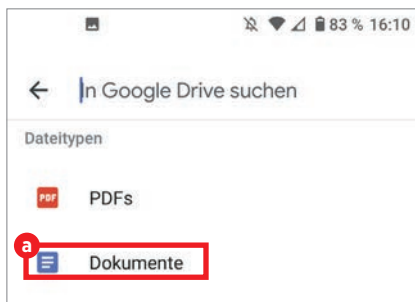 83 % 16:10
In Google Drive suchen
Dateitypen
PDF PDFs
a
Dokumente